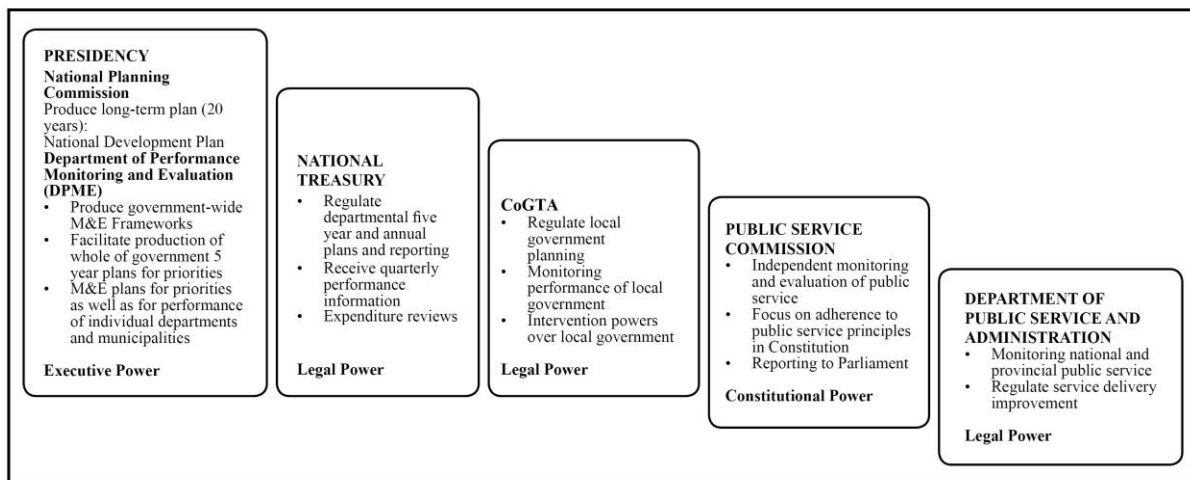 PRESIDENCY
National Planning
Commission
Produce long-term plan (20
years):
National Development Plan
Department of Performance
Monitoring and Evaluation
(DPME)
• Produce government-wide
M&E Frameworks
• Facilitate production of
whole of government 5
year plans for priorities
• M&E plans for priorities
as well as for performance
of individual departments
and municipalities
Executive Power
NATIONAL
TREASURY
• Regulate
departmental five
year and annual
plans and reporting
• Receive quarterly
performance
information
• Expenditure reviews
Legal Power
CoGTA
• Regulate local
government
planning
• Monitoring
performance of local
government
• Intervention powers
over local government
Legal Power
PUBLIC SERVICE
COMMISSION
• Independent monitoring
and evaluation of public
service
• Focus on adherence to
public service principles
in Constitution
• Reporting to Parliament
Constitutional Power
DEPARTMENT OF
PUBLIC SERVICE AND
ADMINISTRATION
• Monitoring national and
provincial public service
• Regulate service delivery
improvement
Legal Power